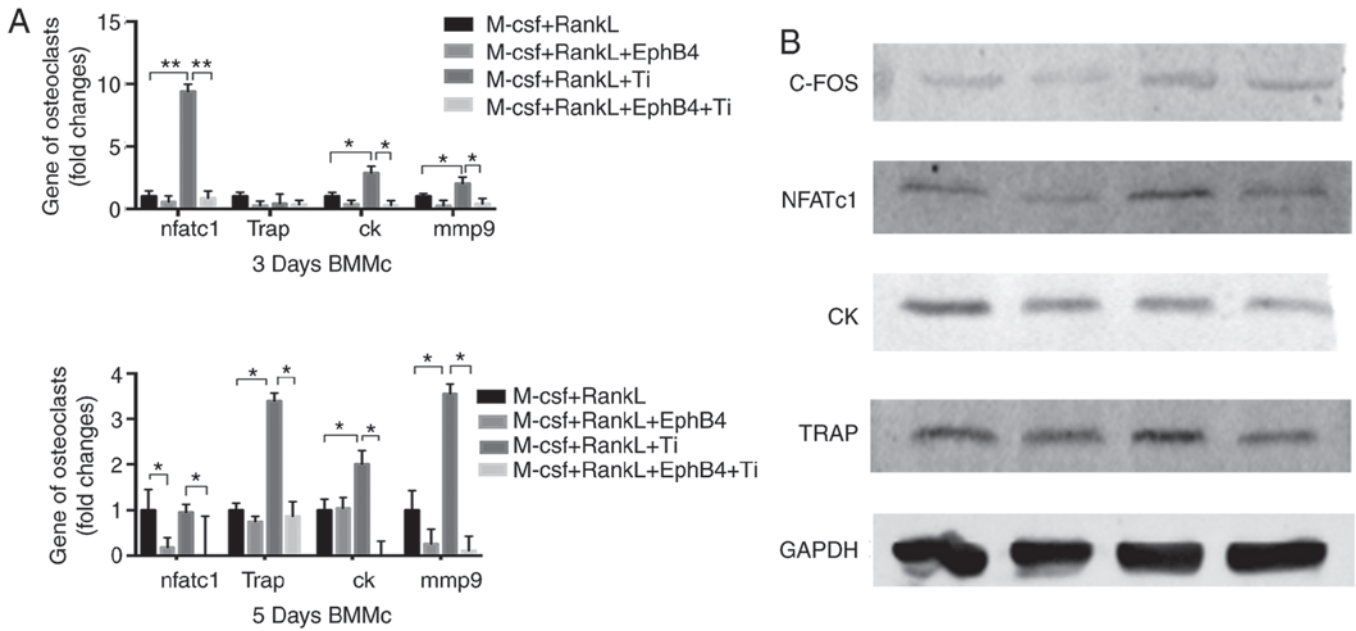 A
Gene of osteoclasts
(fold changes)
15
10
5
0
** **
* *
* *
nfatc1 Trap ck mmp9
3 Days BMMc
M-csf+RankL
M-csf+RankL+EphB4
M-csf+RankL+Ti
M-csf+RankL+EphB4+Ti
Gene of osteoclasts
(fold changes)
4
3
2
1
0
* *
* *
* *
* *
nfatc1 Trap ck mmp9
5 Days BMMc
M-csf+RankL
M-csf+RankL+EphB4
M-csf+RankL+Ti
M-csf+RankL+EphB4+Ti
B
C-FOS
NFATc1
CK
TRAP
GAPDH